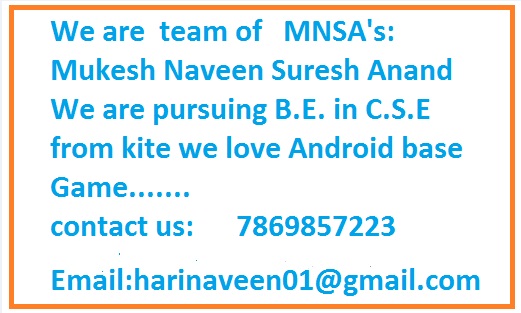 We are  team of   MNSA's:
Mukesh Naveen Suresh Anand
We are pursuing B.E. in C.S.E
from kite we love Android base
Game.......
contact us:      7869857223
Email:harinaveen01@gmail.com